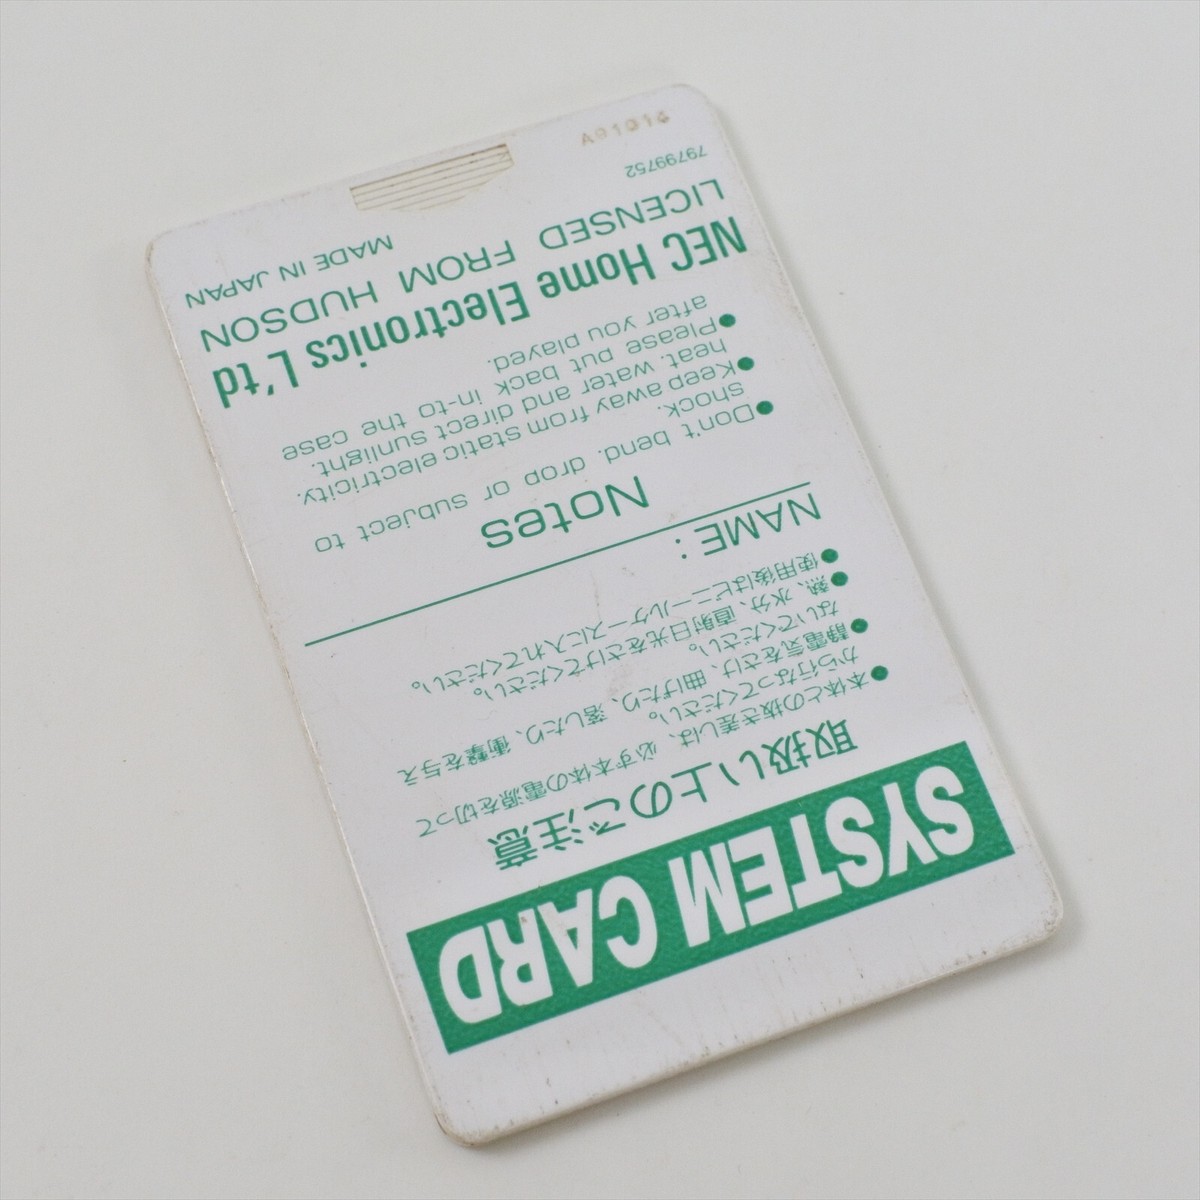 SYSTEM CARD
取扱い上のご注意
●本体との抜き差しは、必ず本体の電源を切って
から行なってください。
●静電気をさけ、曲げたり、落したり、衝撃を与え
ないでください。
●熱、水分、直射日光をさけてください。
●使用後はビニールケースに入れてください。
NAME:
Notes
●Don't bend. drop or subject to
shock.
●Keep away from static electricity.
heat. water and direct sunlight.
●Please put back in-to the case
after you played.
NEC Home Electronics L'td
LICENSED FROM HUDSON
79799752 MADE IN JAPAN